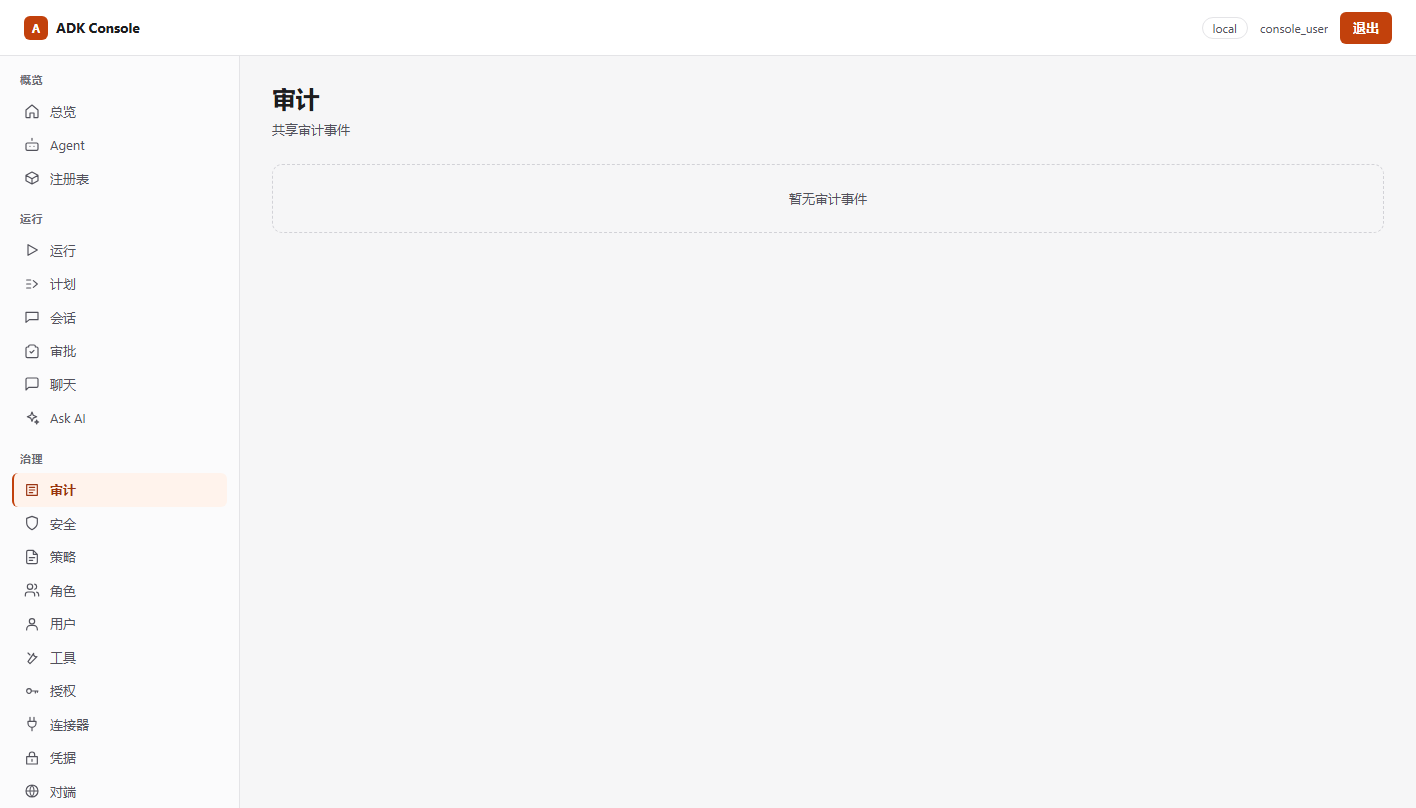 A ADK Console
local console_user 退出
概览
总览
Agent
注册表
运行
运行
计划
会话
审批
聊天
Ask AI
治理
审计
安全
策略
角色
用户
工具
授权
连接器
凭据
对端
审计
共享审计事件
暂无审计事件